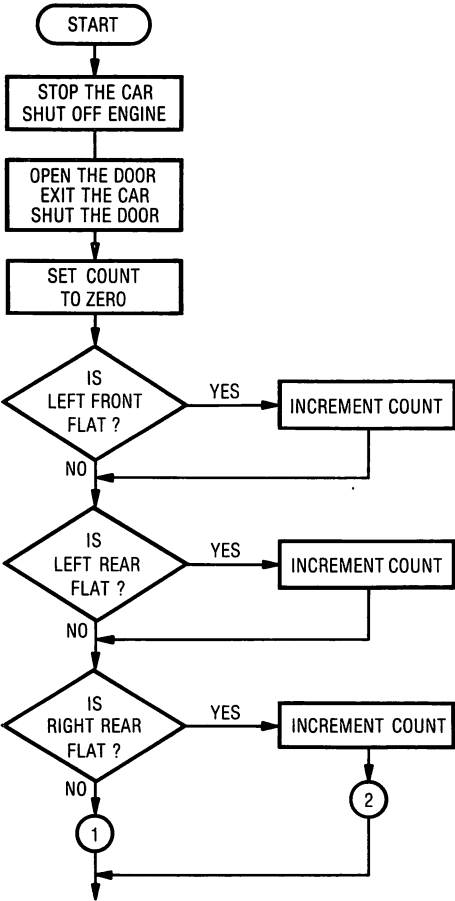 START
STOP THE CAR
SHUT OFF ENGINE
OPEN THE DOOR
EXIT THE CAR
SHUT THE DOOR
SET COUNT
TO ZERO
IS
LEFT FRONT
FLAT ?
YES
INCREMENT COUNT
NO
IS
LEFT REAR
FLAT ?
YES
INCREMENT COUNT
NO
IS
RIGHT REAR
FLAT ?
YES
INCREMENT COUNT
NO
2
1